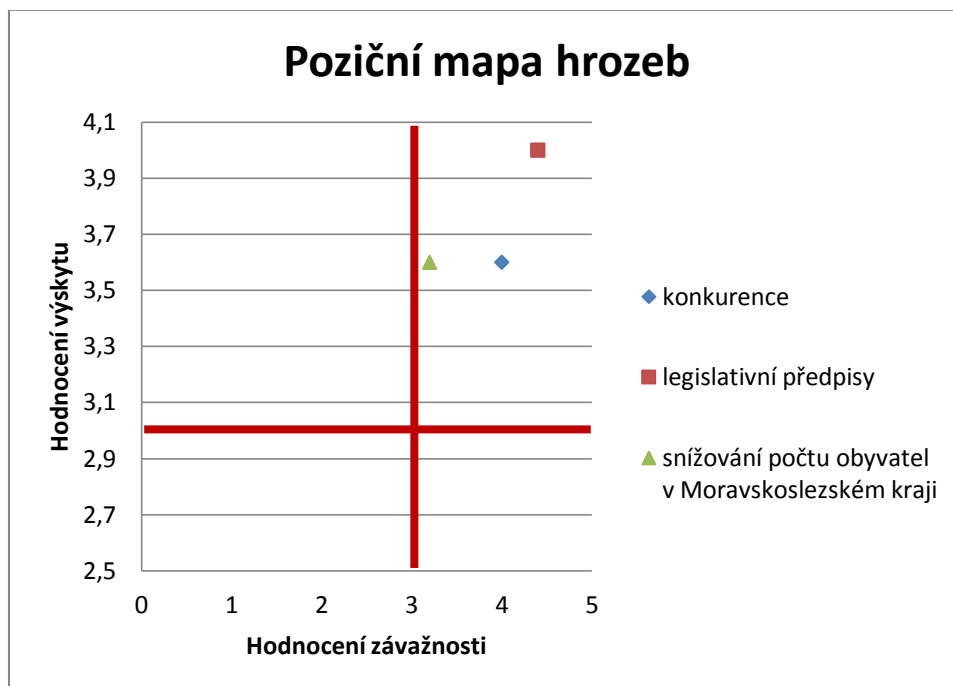 Poziční mapa hrozeb
4,1
3,9
3,7
3,5
3,3
3,1
2,9
2,7
2,5
Hodnocení výskytu
0 1 2 3 4 5
Hodnocení závažnosti
konkurence
legislativní předpisy
snížování počtu obyvatel
v Moravskoslezském kraji